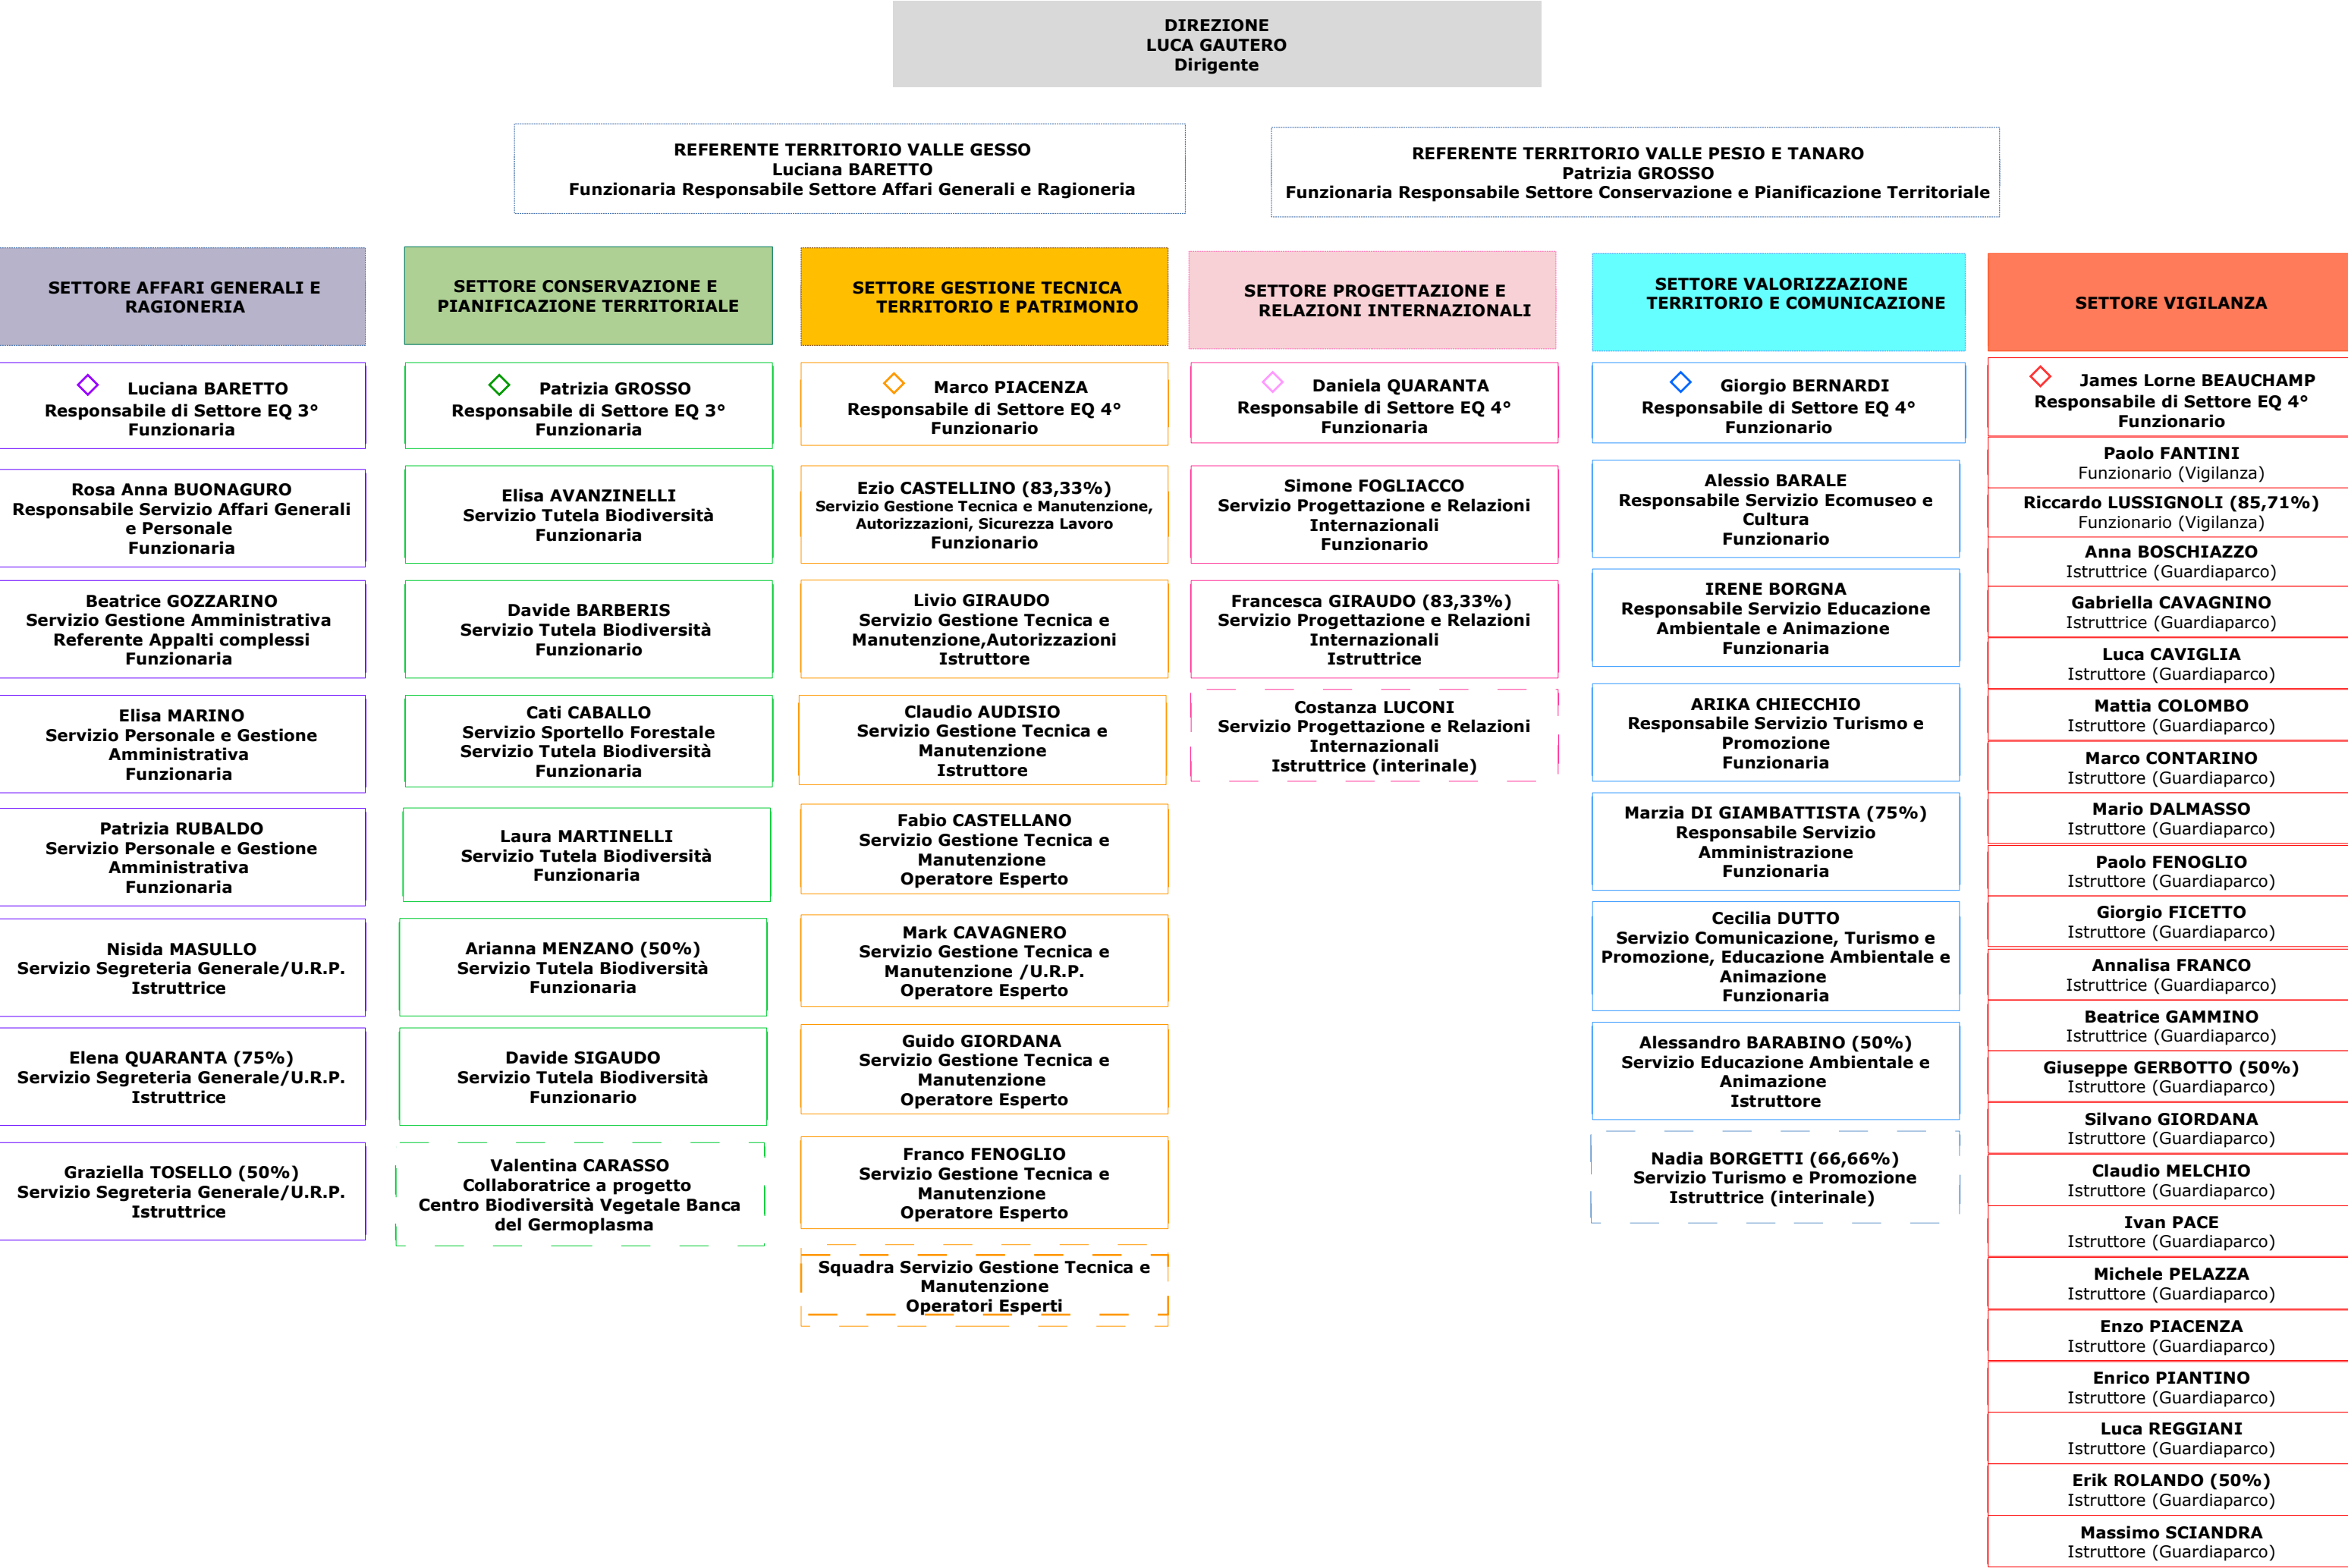 DIREZIONE
LUCA GAUTERO
Dirigente
REFERENTE TERRITORIO VALLE GESSO
Luciana BARETTO
Funzionaria Responsabile Settore Affari Generali e Ragioneria
REFERENTE TERRITORIO VALLE PESIO E TANARO
Patrizia GROSSO
Funzionaria Responsabile Settore Conservazione e Pianificazione Territoriale
SETTORE AFFARI GENERALI E
RAGIONERIA
Luciana BARETTO
Responsabile di Settore EQ 3°
Funzionaria
Rosa Anna BUONAGURO
Responsabile Servizio Affari Generali
e Personale
Funzionaria
Beatrice GOZZARINO
Servizio Gestione Amministrativa
Referente Appalti complessi
Funzionaria
Elisa MARINO
Servizio Personale e Gestione
Amministrativa
Funzionaria
Patrizia RUBALDO
Servizio Personale e Gestione
Amministrativa
Funzionaria
Nisida MASULLO
Servizio Segreteria Generale/U.R.P.
Istruttrice
Elena QUARANTA (75%)
Servizio Segreteria Generale/U.R.P.
Istruttrice
Graziella TOSELLO (50%)
Servizio Segreteria Generale/U.R.P.
Istruttrice
SETTORE CONSERVAZIONE E
PIANIFICAZIONE TERRITORIALE
Patrizia GROSSO
Responsabile di Settore EQ 3°
Funzionaria
Elisa AVANZINELLI
Servizio Tutela Biodiversità
Funzionaria
Davide BARBERIS
Servizio Tutela Biodiversità
Funzionario
Cati CABALLO
Servizio Sportello Forestale
Servizio Tutela Biodiversità
Funzionaria
Laura MARTINELLI
Servizio Tutela Biodiversità
Funzionaria
Arianna MENZANO (50%)
Servizio Tutela Biodiversità
Funzionaria
Davide SIGAUDO
Servizio Tutela Biodiversità
Funzionario
Valentina CARASSO
Collaboratrice a progetto
Centro Biodiversità Vegetale Banca
del Germoplasma
SETTORE GESTIONE TECNICA
TERRITORIO E PATRIMONIO
Marco PIACENZA
Responsabile di Settore EQ 4°
Funzionario
Ezio CASTELLINO (83,33%)
Servizio Gestione Tecnica e Manutenzione,
Autorizzazioni, Sicurezza Lavoro
Funzionario
Livio GIRAUDO
Servizio Gestione Tecnica e
Manutenzione,Autorizzazioni
Istruttore
Claudio AUDISIO
Servizio Gestione Tecnica e
Manutenzione
Istruttore
Fabio CASTELLANO
Servizio Gestione Tecnica e
Manutenzione
Operatore Esperto
Mark CAVAGNERO
Servizio Gestione Tecnica e
Manutenzione /U.R.P.
Operatore Esperto
Guido GIORDANA
Servizio Gestione Tecnica e
Manutenzione
Operatore Esperto
Franco FENOGLIO
Servizio Gestione Tecnica e
Manutenzione
Operatore Esperto
Squadra Servizio Gestione Tecnica e
Manutenzione
Operatori Esperti
SETTORE PROGETTAZIONE E
RELAZIONI INTERNAZIONALI
Daniela QUARANTA
Responsabile di Settore EQ 4°
Funzionaria
Simone FOGLIACCO
Servizio Progettazione e Relazioni
Internazionali
Funzionario
Francesca GIRAUDO (83,33%)
Servizio Progettazione e Relazioni
Internazionali
Istruttrice
Costanza LUCONI
Servizio Progettazione e Relazioni
Internazionali
Istruttrice (interinale)
SETTORE VALORIZZAZIONE
TERRITORIO E COMUNICAZIONE
Giorgio BERNARDI
Responsabile di Settore EQ 4°
Funzionario
Alessio BARALE
Responsabile Servizio Ecomuseo e
Cultura
Funzionario
IRENE BORGNA
Responsabile Servizio Educazione
Ambientale e Animazione
Funzionaria
ARIKA CHIECCHIO
Responsabile Servizio Turismo e
Promozione
Funzionaria
Marzia DI GIAMBATTISTA (75%)
Responsabile Servizio
Amministrazione
Funzionaria
Cecilia DUTTO
Servizio Comunicazione, Turismo e
Promozione, Educazione Ambientale e
Animazione
Funzionaria
Alessandro BARABINO (50%)
Servizio Educazione Ambientale e
Animazione
Istruttore
Nadia BORGETTI (66,66%)
Servizio Turismo e Promozione
Istruttrice (interinale)
SETTORE VIGILANZA
James Lorne BEAUCHAMP
Responsabile di Settore EQ 4°
Funzionario
Paolo FANTINI
Funzionario (Vigilanza)
Riccardo LUSSIGNOLI (85,71%)
Funzionario (Vigilanza)
Anna BOSCHIAZZO
Istruttrice (Guardiaparco)
Gabriella CAVAGNINO
Istruttrice (Guardiaparco)
Luca CAVIGLIA
Istruttore (Guardiaparco)
Mattia COLOMBO
Istruttore (Guardiaparco)
Marco CONTARINO
Istruttore (Guardiaparco)
Mario DALMASSO
Istruttore (Guardiaparco)
Paolo FENOGLIO
Istruttore (Guardiaparco)
Giorgio FICETTO
Istruttore (Guardiaparco)
Annalisa FRANCO
Istruttrice (Guardiaparco)
Beatrice GAMMINO
Istruttrice (Guardiaparco)
Giuseppe GERBOTTO (50%)
Istruttore (Guardiaparco)
Silvano GIORDANA
Istruttore (Guardiaparco)
Claudio MELCHIO
Istruttore (Guardiaparco)
Ivan PACE
Istruttore (Guardiaparco)
Michele PELAZZA
Istruttore (Guardiaparco)
Enzo PIACENZA
Istruttore (Guardiaparco)
Enrico PIANTINO
Istruttore (Guardiaparco)
Luca REGGIANI
Istruttore (Guardiaparco)
Erik ROLANDO (50%)
Istruttore (Guardiaparco)
Massimo SCIANDRA
Istruttore (Guardiaparco)